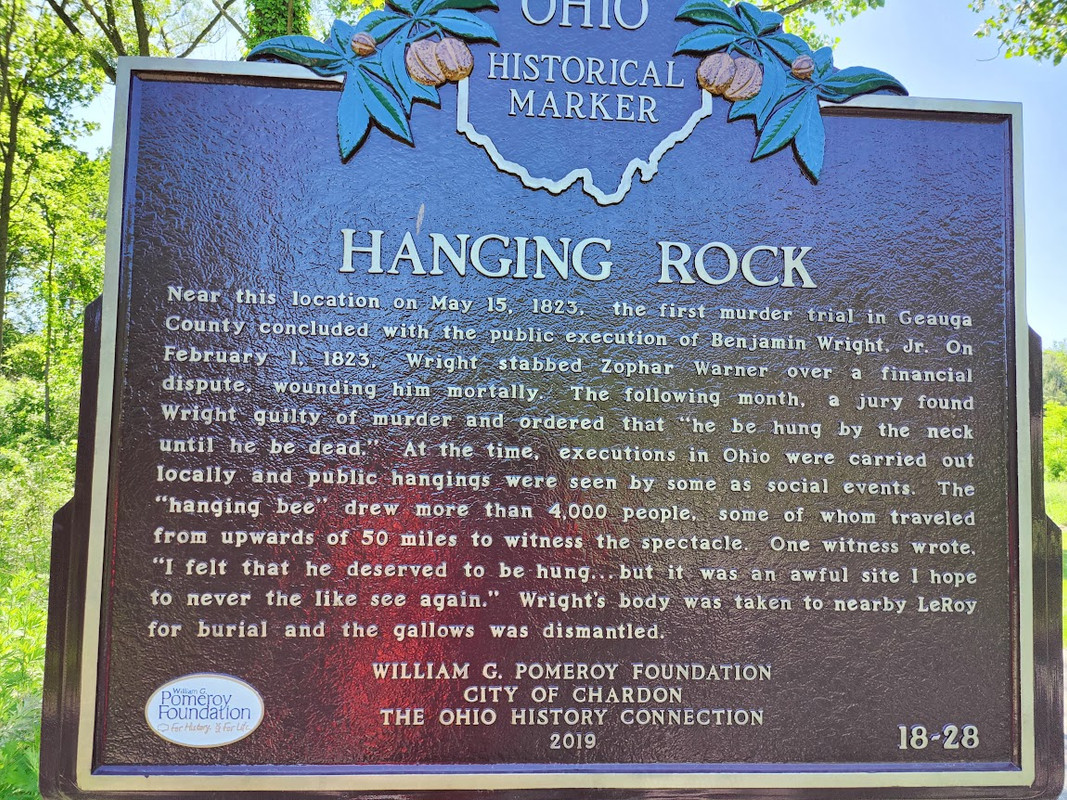 OHIO
HISTORICAL
MARKER
HANGING ROCK
Near this location on May 15, 1823, the first murder trial in Geauga
County concluded with the public execution of Benjamin Wright, Jr. On
February 1, 1823, Wright stabbed Zophar Warner over a financial
dispute, wounding him mortally. The following month, a jury found
Wright guilty of murder and ordered that "he be hung by the neck
until he be dead." At the time, executions in Ohio were carried out
locally and public hangings were seen by some as social events. The
"hanging bee" drew more than 4,000 people, some of whom traveled
from upwards of 50 miles to witness the spectacle. One witness wrote,
"I felt that he deserved to be hung...but it was an awful site I hope
to never the like see again." Wright's body was taken to nearby LeRoy
for burial and the gallows was dismantled.
WILLIAM G. POMEROY FOUNDATION
CITY OF CHARDON
THE OHIO HISTORY CONNECTION
2019
18-28
William G.
Pomeroy
Foundation
For History For Life